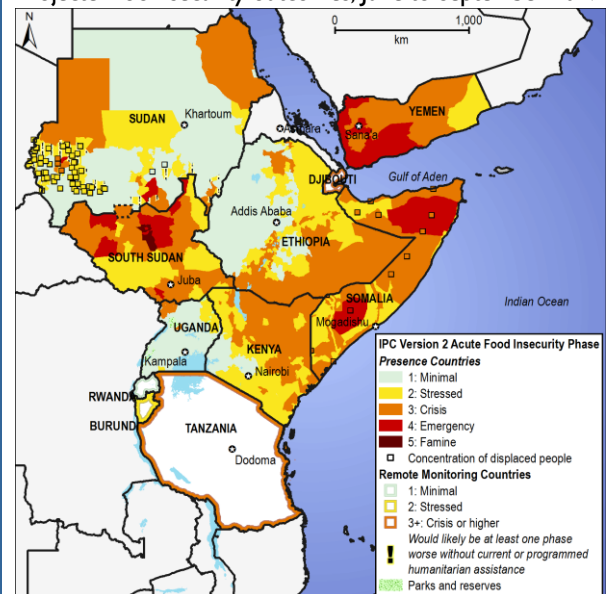 N
0 1,000
km
SUDAN
Khartoum
Asmara
YEMEN
Sana'a
DJIBOUTI
Gulf of Aden
Addis Ababa
ETHIOPIA
SOUTH SUDAN
Juba
SOMALIA
Mogadishu
Indian Ocean
UGANDA
Kampala
KENYA
Nairobi
RWANDA
BURUNDI
TANZANIA
Dodoma
IPC Version 2 Acute Food Insecurity Phase
Presence Countries
1: Minimal
2: Stressed
3: Crisis
4: Emergency
5: Famine
Concentration of displaced people
Remote Monitoring Countries
1: Minimal
2: Stressed
3+: Crisis or higher
Would likely be at least one phase
! worse without current or programmed
humanitarian assistance
Parks and reserves